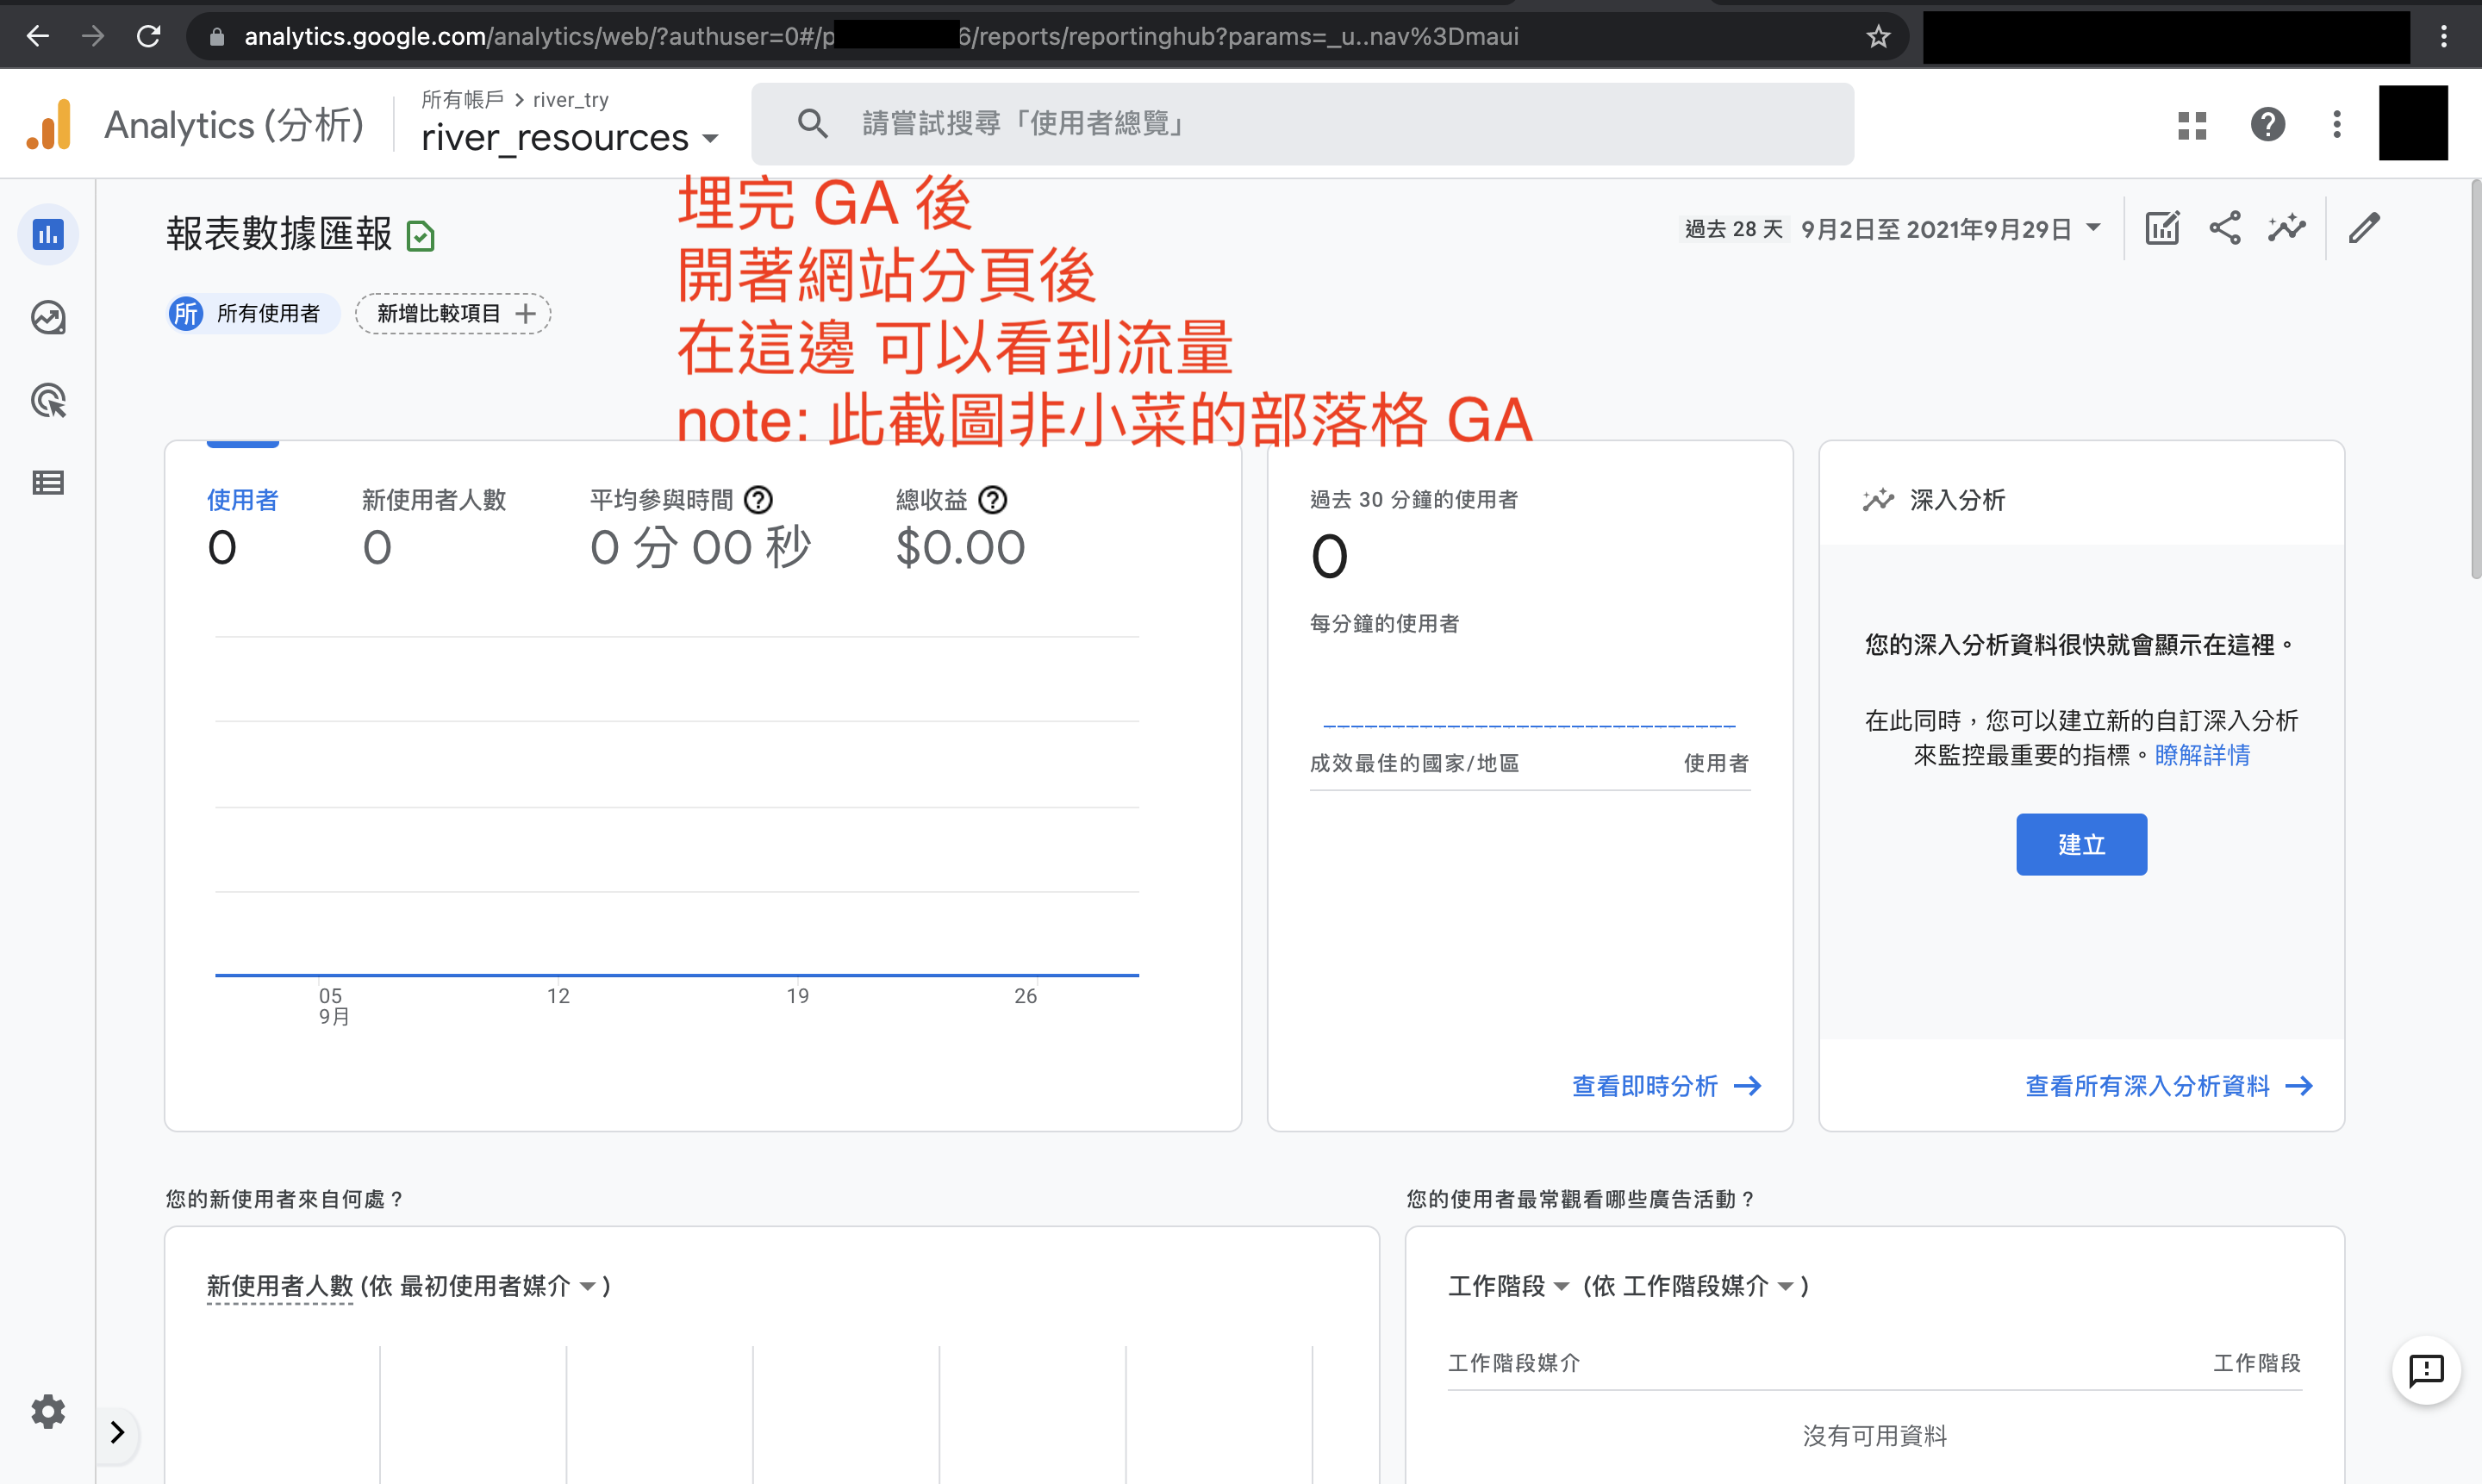 analytics.google.com/analytics/web/?authuser=0#/p 6/reports/reportinghub?params=_u..nav%3Dmaui
Analytics (分析)
所有帳戶 > river_try
river_resources
請嘗試搜尋「使用者總覽」
埋完 GA 後
開著網站分頁後
在這邊 可以看到流量
note: 此截圖非小菜的部落格 GA
報表數據匯報
過去 28 天 9月2日至 2021年9月29日
所 所有使用者
新增比較項目 +
使用者 新使用者人數 平均參與時間 總收益
0 0 0 分 00 秒 $0.00
05 12 19 26
9月
過去 30 分鐘的使用者
0
每分鐘的使用者
成效最佳的國家/地區 使用者
查看即時分析
深入分析
您的深入分析資料很快就會顯示在這裡。
在此同時，您可以建立新的自訂深入分析
來監控最重要的指標。瞭解詳情
建立
查看所有深入分析資料
您的新使用者來自何處？
新使用者人數 (依 最初使用者媒介 )
您的使用者最常觀看哪些廣告活動？
工作階段 (依 工作階段媒介 )
工作階段媒介 工作階段
沒有可用資料